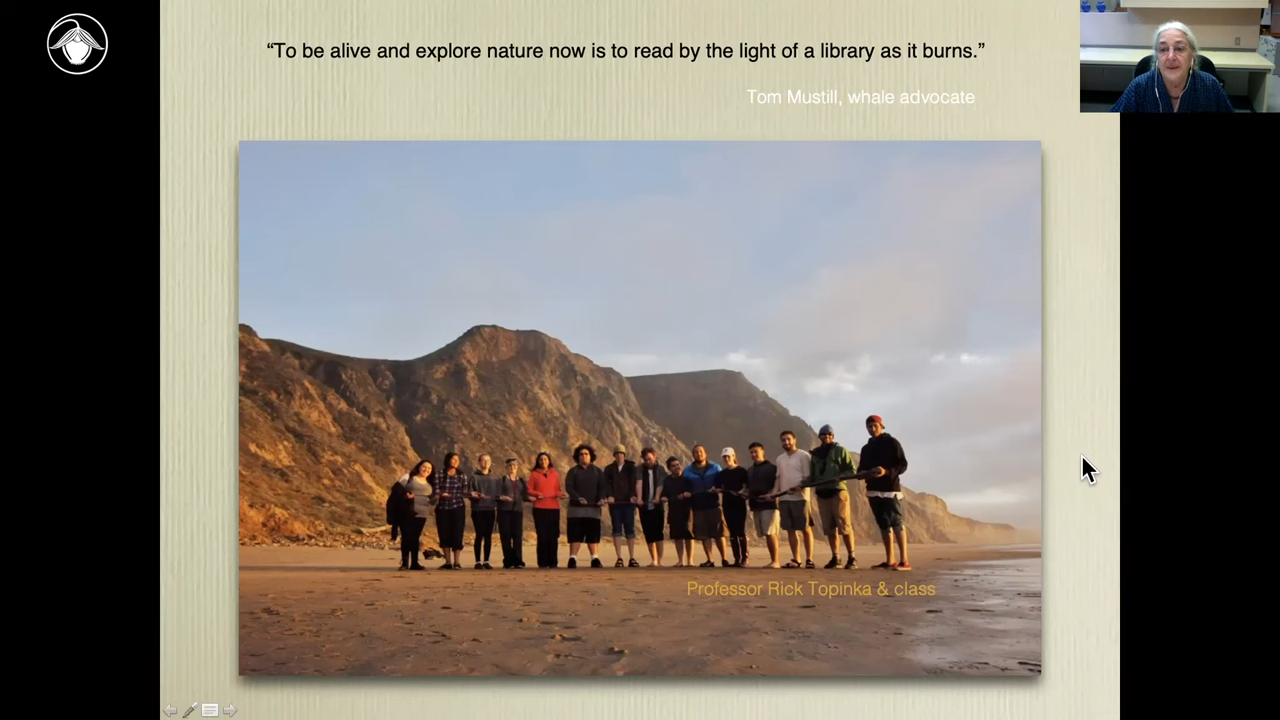 “To be alive and explore nature now is to read by the light of a library as it burns.”
Tom Mustill, whale advocate
Professor Rick Topinka & class